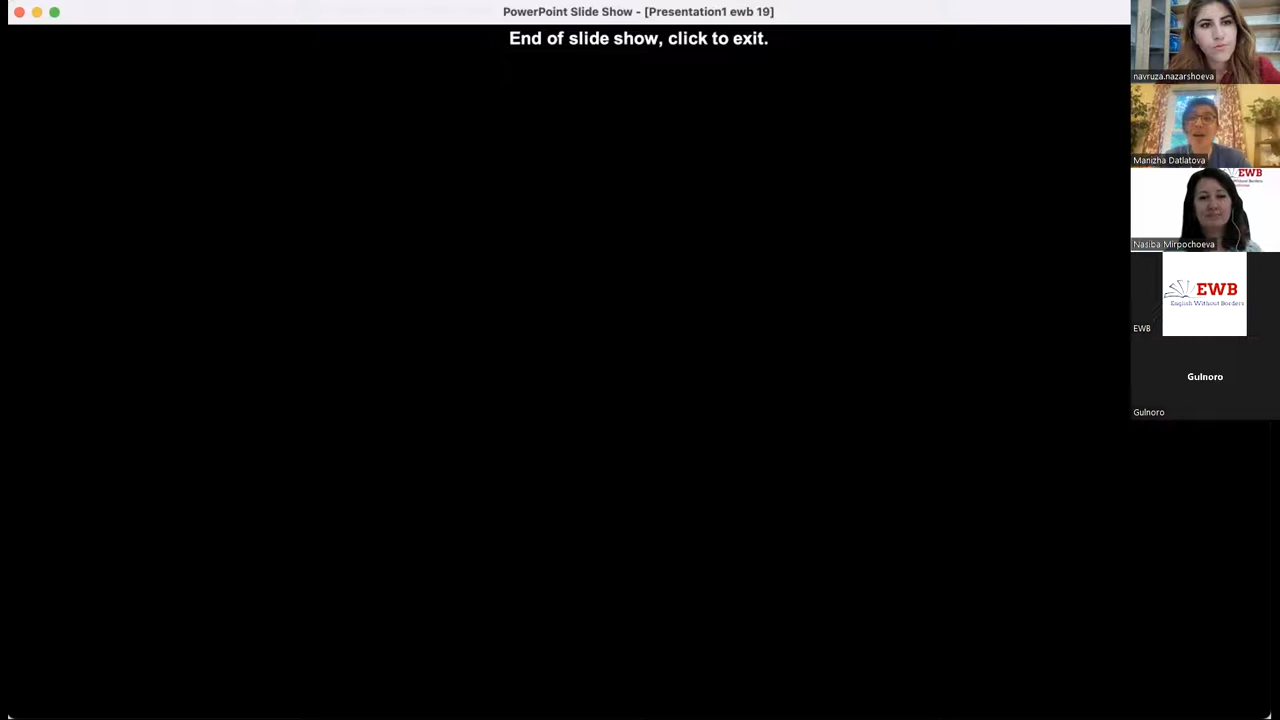 PowerPoint Slide Show - [Presentation1 ewb 19]
End of slide show, click to exit.
navruza.nazarshoeva
Manizha Datlatova
EWB
Nasiba Mirpochoeva
EWB
English Without Borders
EWB
Gulnoro
Gulnoro